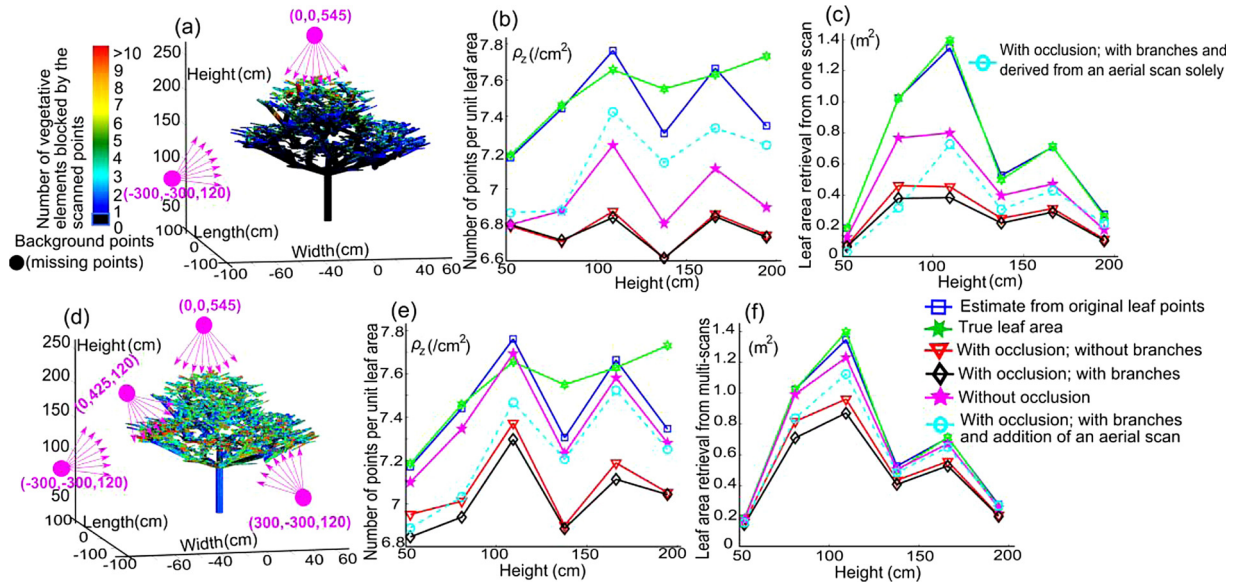 (a)
(0,0,545)
>10
9
8
7
6
5
4
3
2
1
0
Number of vegetative
elements blocked by the
scanned points
Background points
(missing points)
250
200
150
100
50
Height(cm)
(-300,-300,120)
Length(cm)
100
0
-100
Width(cm)
-100 -60 -40 0 40 60
(b)
ρz(/cm²)
Number of points per unit leaf area
7.8
7.6
7.4
7.2
7
6.8
6.6
50 100 150 200
Height(cm)
(c)
(m²)
Leaf area retrieval from one scan
1.4
1.2
1.0
0.8
0.6
0.4
0.2
0
50 100 150 200
Height(cm)
With occlusion; with branches and
derived from an aerial scan solely
(d)
(0,0,545)
250
200
150
100
50
Height(cm)
(0,425,120)
(-300,-300,120)
(300,-300,120)
Length(cm)
100
0
-100
Width(cm)
-100 -60 -40 0 40 60
(e)
ρz(/cm²)
Number of points per unit leaf area
7.8
7.6
7.4
7.2
7
6.8
50 100 150 200
Height(cm)
(f)
(m²)
Leaf area retrieval from multi-scans
1.4
1.2
1.0
0.8
0.6
0.4
0.2
0
50 100 150 200
Height(cm)
Estimate from original leaf points
True leaf area
With occlusion; without branches
With occlusion; with branches
Without occlusion
With occlusion; with branches
and addition of an aerial scan